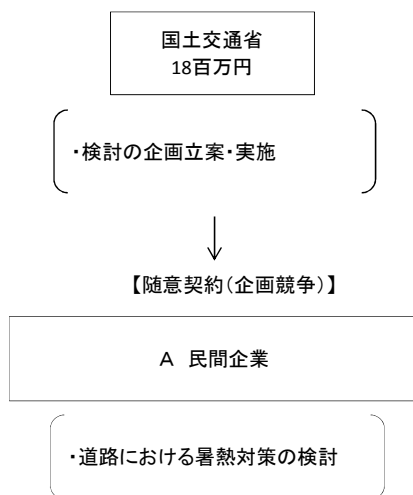 国土交通省
18百万円
・検討の企画立案・実施
【随意契約(企画競争)】
A 民間企業
・道路における暑熱対策の検討